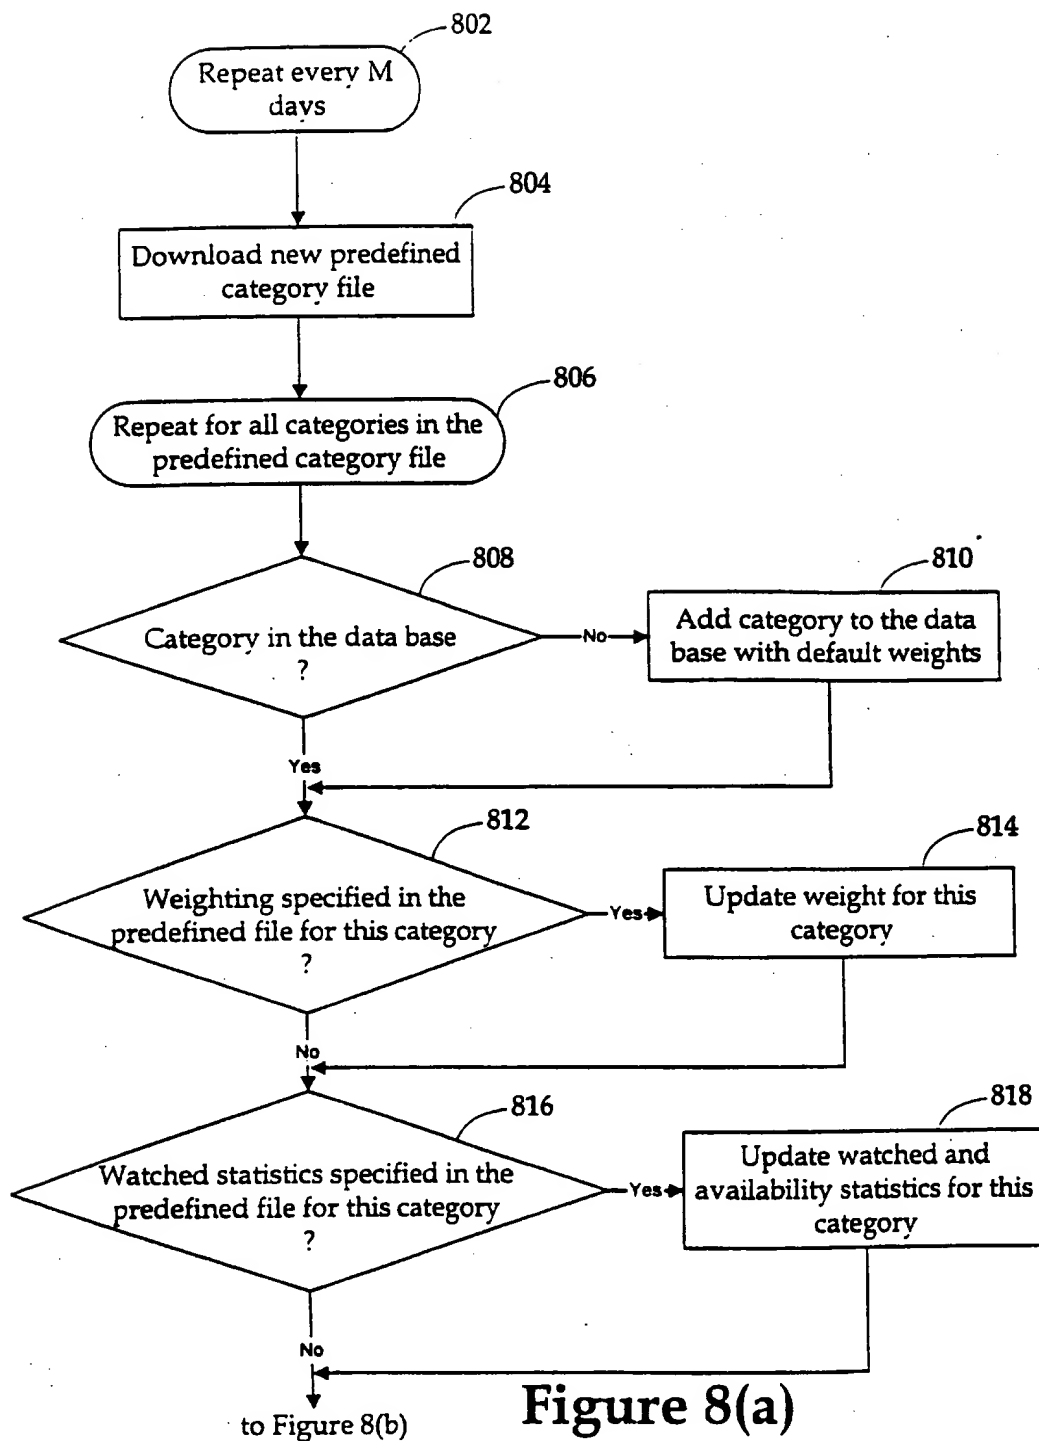 802
Repeat every M
days
804
Download new predefined
category file
806
Repeat for all categories in the
predefined category file
808
Category in the data base
?
No
810
Add category to the data
base with default weights
Yes
812
Weighting specified in the
predefined file for this category
?
Yes
814
Update weight for this
category
No
816
Watched statistics specified in the
predefined file for this category
?
Yes
818
Update watched and
availability statistics for this
category
No
to Figure 8(b)
Figure 8(a)